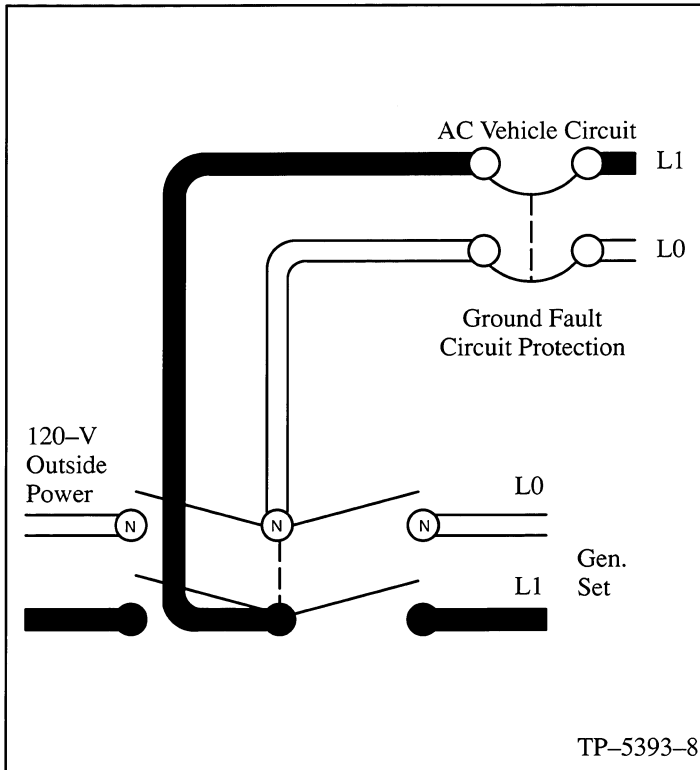 AC Vehicle Circuit
L1
L0
Ground Fault
Circuit Protection
120–V
Outside
Power
L0
N
N
N
Gen.
Set
L1
TP–5393–8